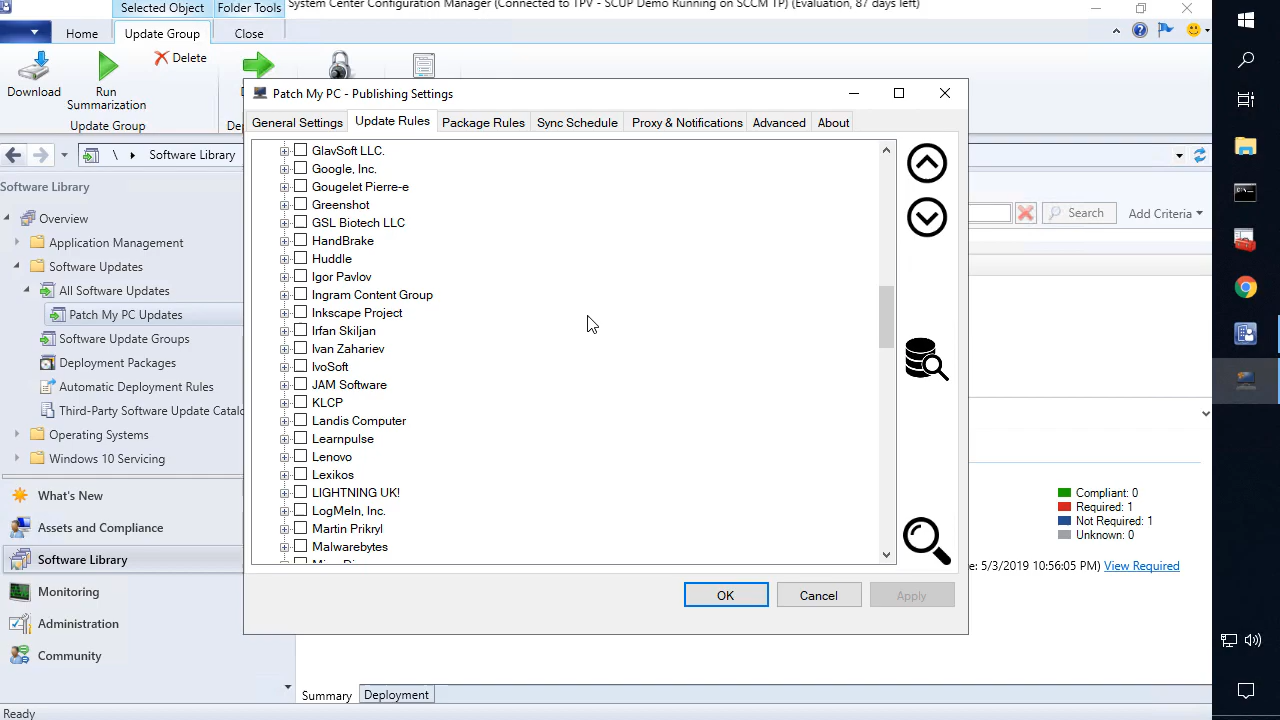 System Center Configuration Manager (Connected to TPV - SCUP Demo Running on SCCM TP) (Evaluation, 87 days left)
Selected Object
Folder Tools
Home
Update Group
Close
Download
Run Summarization
Delete
Update Group
Patch My PC - Publishing Settings
General Settings
Update Rules
Package Rules
Sync Schedule
Proxy & Notifications
Advanced
About
\
Software Library
Software Library
Overview
Application Management
Software Updates
All Software Updates
Patch My PC Updates
Software Update Groups
Deployment Packages
Automatic Deployment Rules
Third-Party Software Update Catalo
Operating Systems
Windows 10 Servicing
What's New
Assets and Compliance
Software Library
Monitoring
Administration
Community
GlavSoft LLC.
Google, Inc.
Gougelet Pierre-e
Greenshot
GSL Biotech LLC
HandBrake
Huddle
Igor Pavlov
Ingram Content Group
Inkscape Project
Irfan Skiljan
Ivan Zahariev
IvoSoft
JAM Software
KLCP
Landis Computer
Learnpulse
Lenovo
Lexikos
LIGHTNING UK!
LogMeIn, Inc.
Martin Prikryl
Malwarebytes
OK
Cancel
Apply
Search
Add Criteria
Compliant: 0
Required: 1
Not Required: 1
Unknown: 0
e: 5/3/2019 10:56:05 PM) View Required
Summary
Deployment
Ready